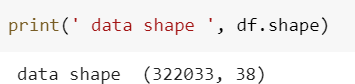 print(' data shape ', df.shape)
data shape  (322033, 38)